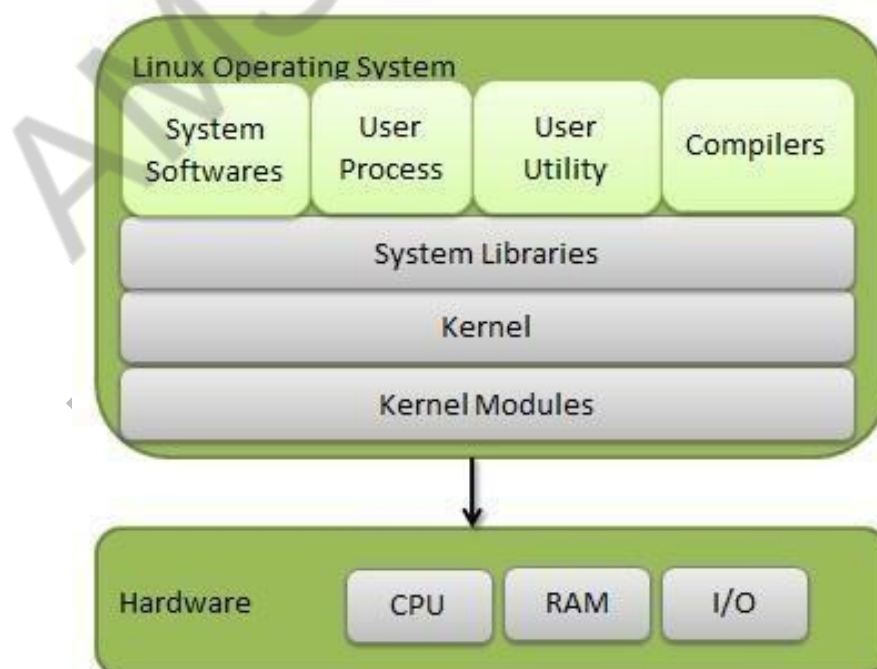 Linux Operating System
System
Softwares
User
Process
User
Utility
Compilers
System Libraries
Kernel
Kernel Modules
Hardware
CPU
RAM
I/O